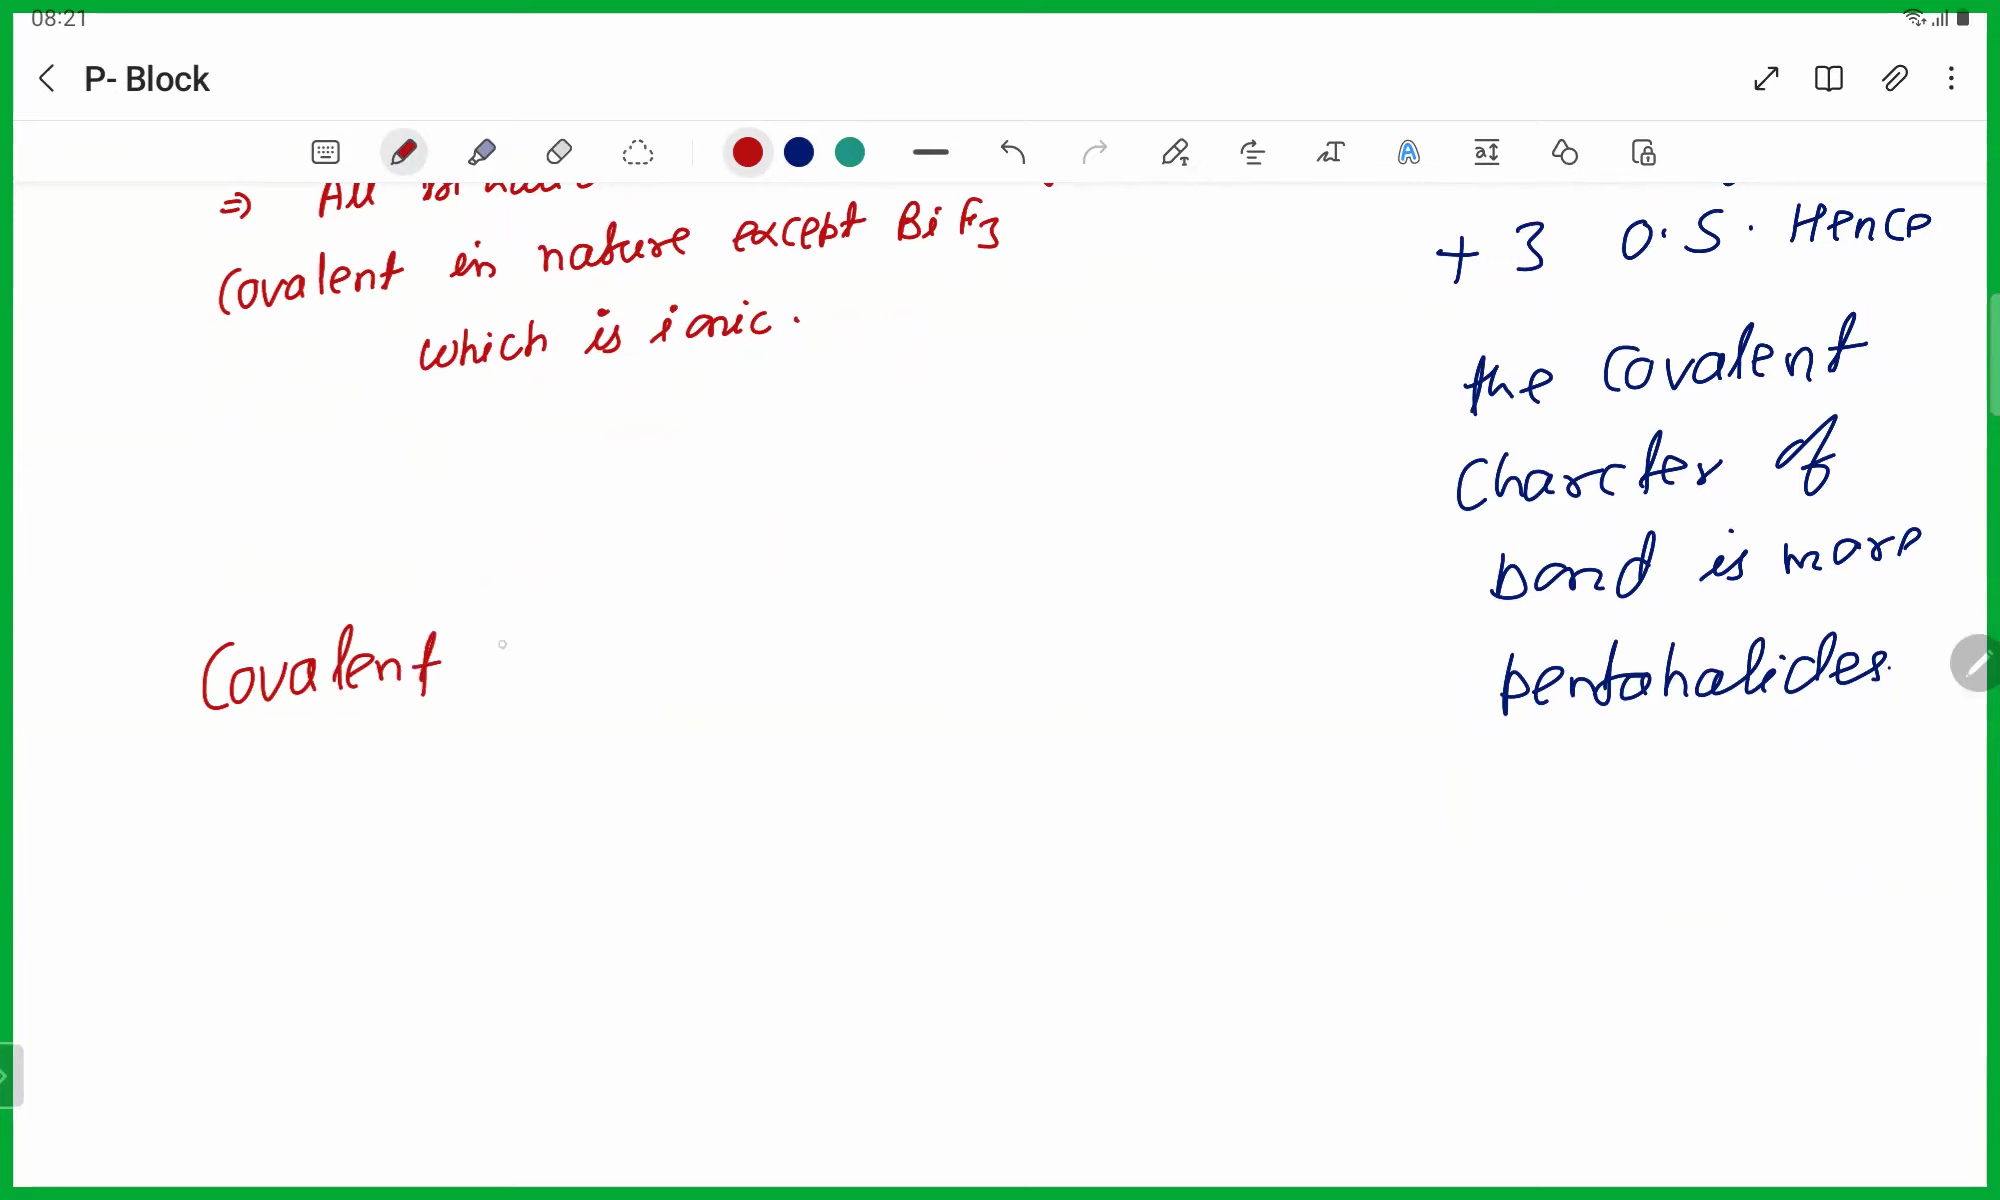 08:21
P- Block
⇒ All
Covalent in nature except BiF3
which is ionic.
Covalent
+3 O.S. Hence
the Covalent
Charcter of
bond is more
pentahalides.